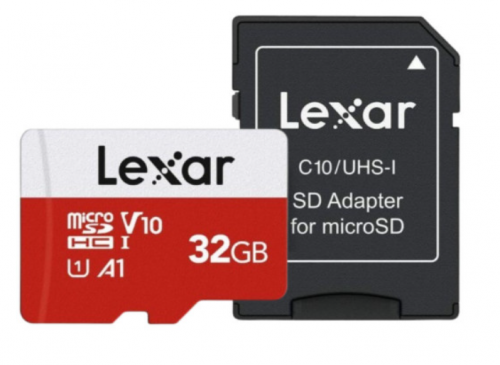 Lexar
C10/UHS-I
SD Adapter
for microSD
Lexar
micro SD HC I V10
U1 A1
32GB